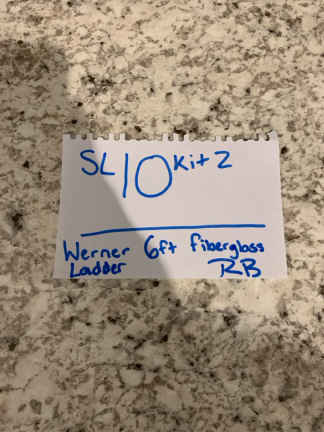 SL 10 Kit 2
Werner 6ft fiberglass
Ladder RB